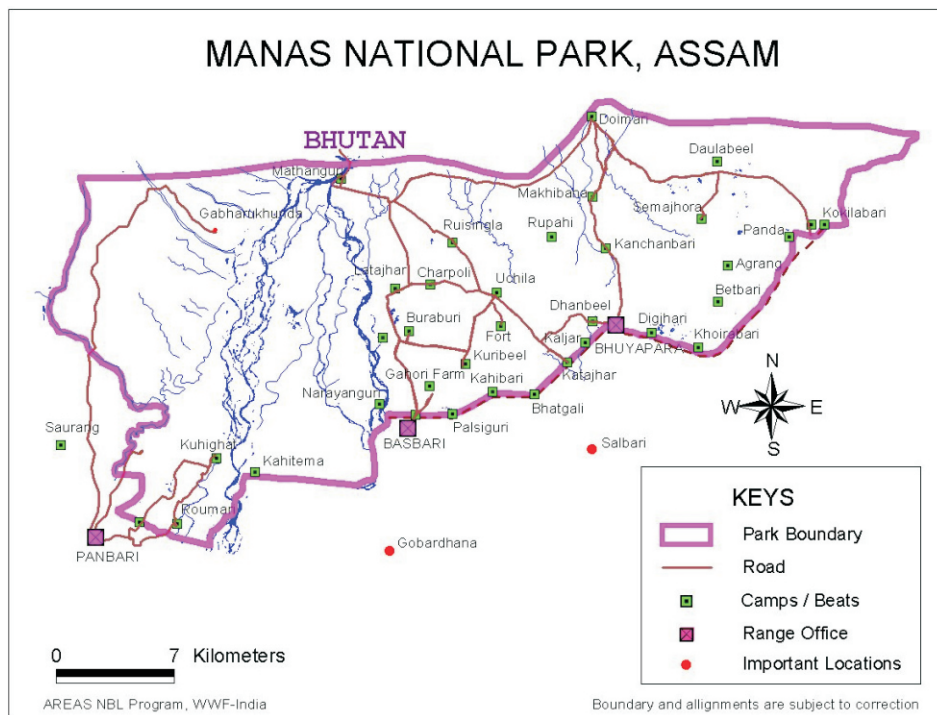 MANAS NATIONAL PARK, ASSAM
BHUTAN
Doimari
Daulabeel
Mathanguri
Makhibaha
Semajhora
Kokilabari
Gabharukhunda
Ruisingla
Rupahi
Panda
Kanchanbari
Agrang
Latajhar
Charpoli
Uchila
Betbari
Buraburi
Fort
Dhanbeel
Digihari
Kaljar
BHUYAPARA
Khoirabari
Kuribeel
Katajhar
Gahori Farm
Kahibari
Narayanguri
Bhatgali
BASBARI
Palsiguri
Saurang
Kuhighat
Kahitema
Salbari
Rouman
PANBARI
Gobardhana
N
W
E
S
KEYS
Park Boundary
Road
Camps / Beats
Range Office
Important Locations
0 7 Kilometers
AREAS NBL Program, WWF-India
Boundary and allignments are subject to correction